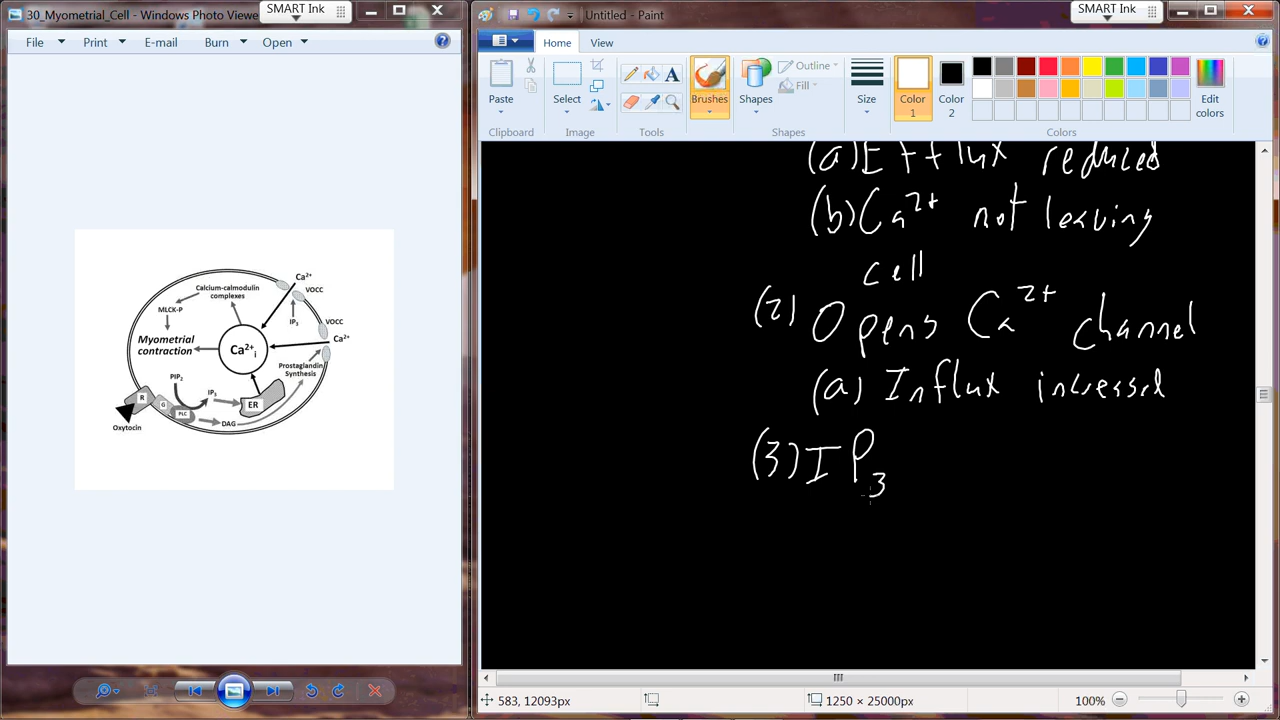 30_Myometrial_Cell - Windows Photo Viewe
SMART Ink
File Print E-mail Burn Open
Ca²⁺
VOCC
Calcium-calmodulin
complexes
MLCK-P
IP₃
VOCC
Ca²⁺
Myometrial
contraction
Ca²⁺i
Prostaglandin
Synthesis
PIP₂
IP₃
ER
R
G
PLC
DAG
Oxytocin
Untitled - Paint
SMART Ink
Home View
Paste
Select
A
Brushes
Shapes
Outline
Fill
Size
Color
1
Color
2
Edit
colors
Clipboard Image Tools Shapes Colors
(a) Efflux reduced
(b) Ca²⁺ not leaving
cell
(2) Opens Ca²⁺ channel
(a) Influx increased
(3) IP₃
583, 12093px
1250 × 25000px
100%